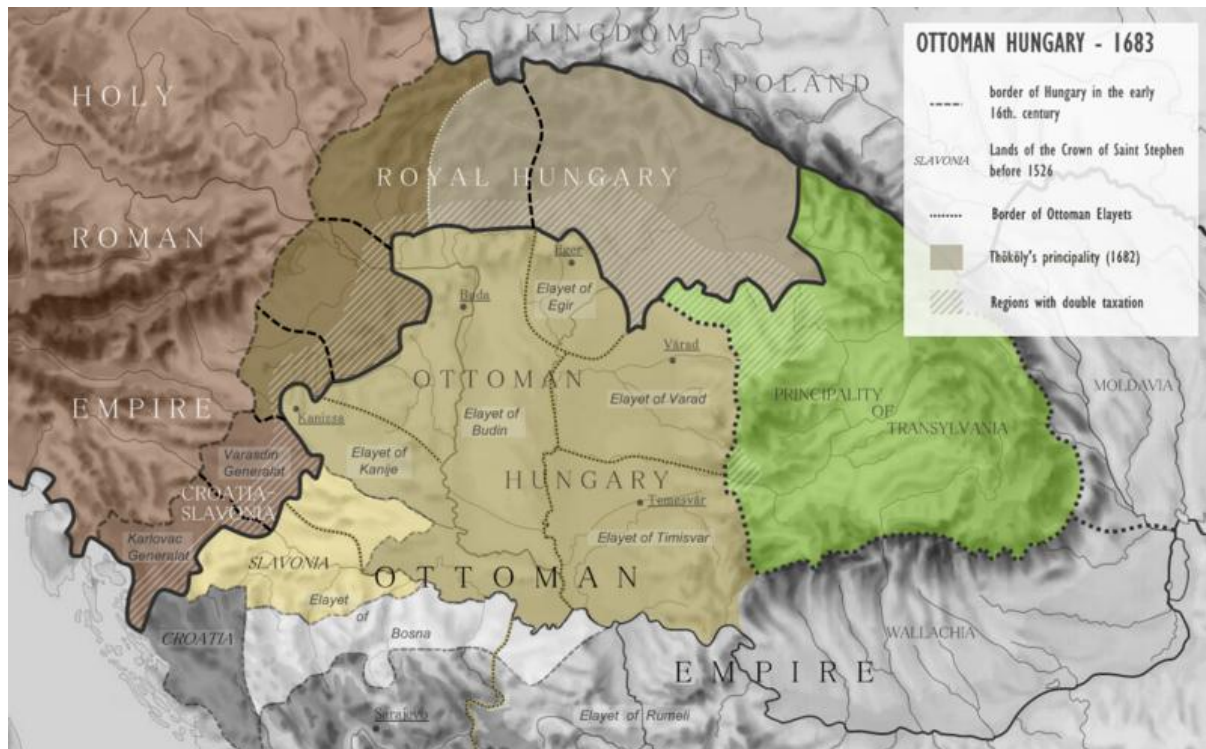 OTTOMAN HUNGARY - 1683
border of Hungary in the early
16th. century
SLAVONIA
Lands of the Crown of Saint Stephen
before 1526
Border of Ottoman Elayets
Thököly's principality (1682)
Regions with double taxation
KINGDOM
OF
POLAND
HOLY
ROMAN
EMPIRE
ROYAL HUNGARY
Eger
Elayet of
Egir
Buda
Várad
OTTOMAN
Elayet of Varad
PRINCIPALITY
OF
TRANSYLVANIA
MOLDAVIA
Kanizsa
Elayet of
Budin
Varasdin
Generalat
Elayet of
Kanije
HUNGARY
CROATIA-
SLAVONIA
Temesvár
Karlovac
Generalat
Elayet of Timisvar
SLAVONIA
OTTOMAN
Elayet
of
Bosna
CROATIA
WALLACHIA
EMPIRE
Sarajevo
Elayet of Rumeli